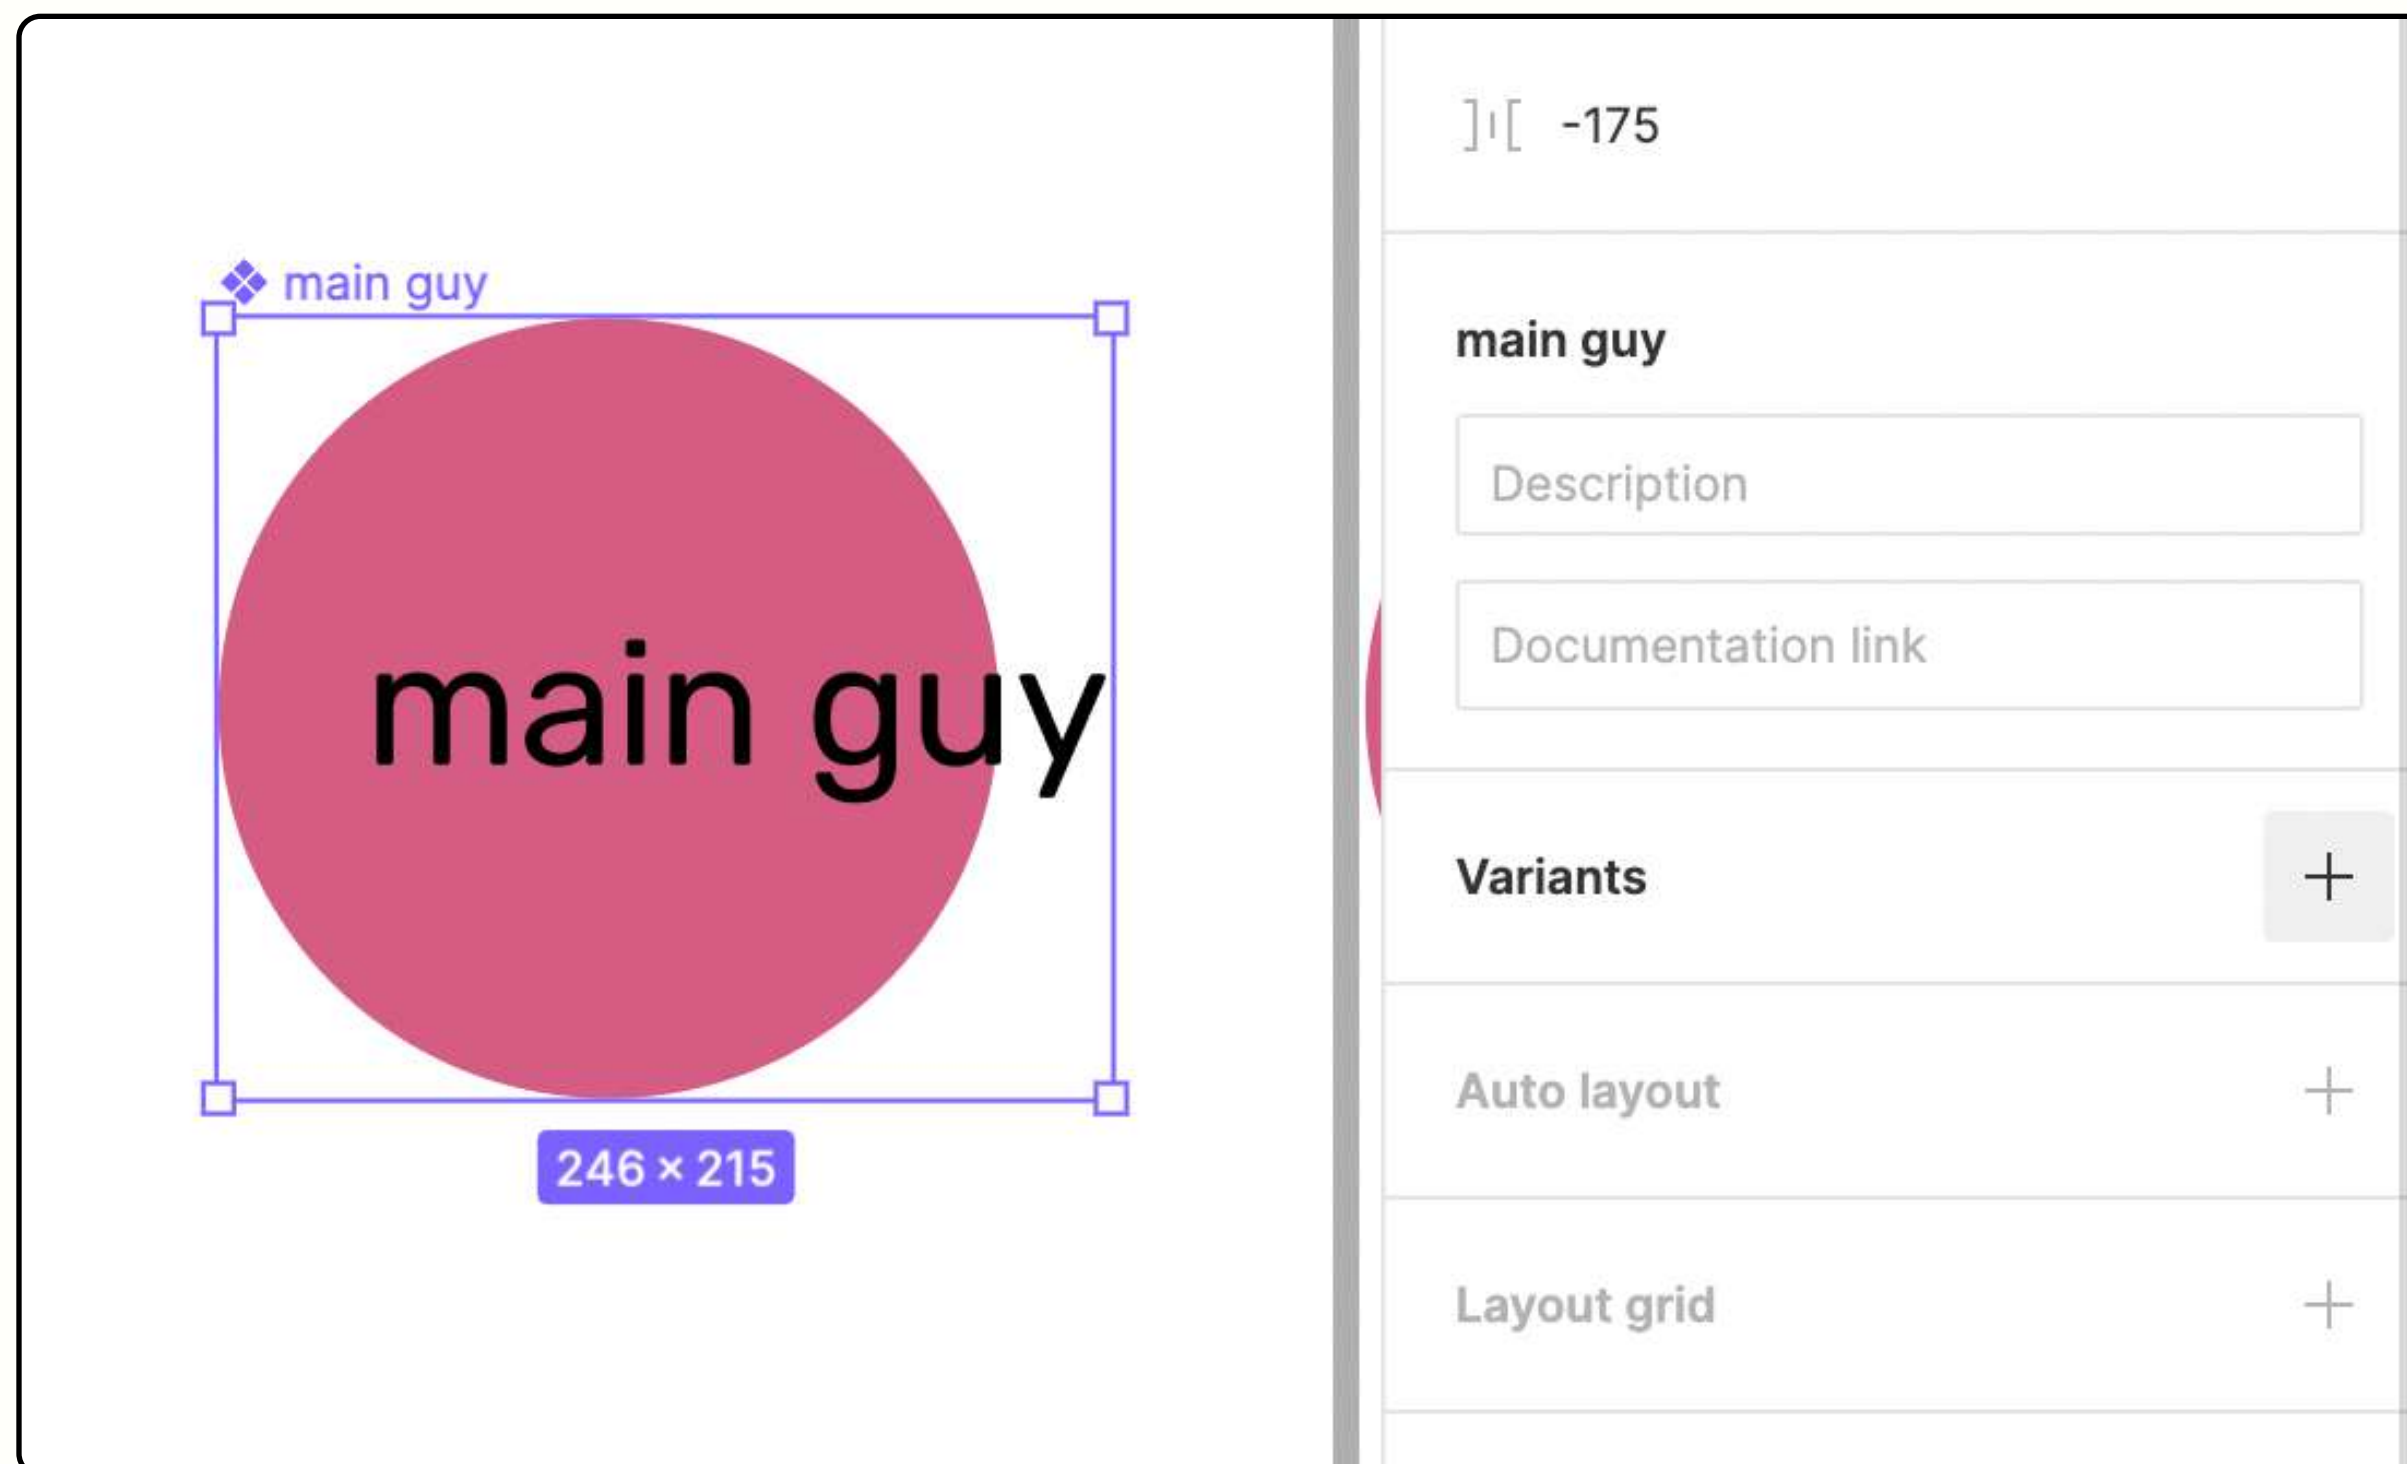 main guy
main guy
246 × 215
-175
main guy
Description
Documentation link
Variants
Auto layout
Layout grid